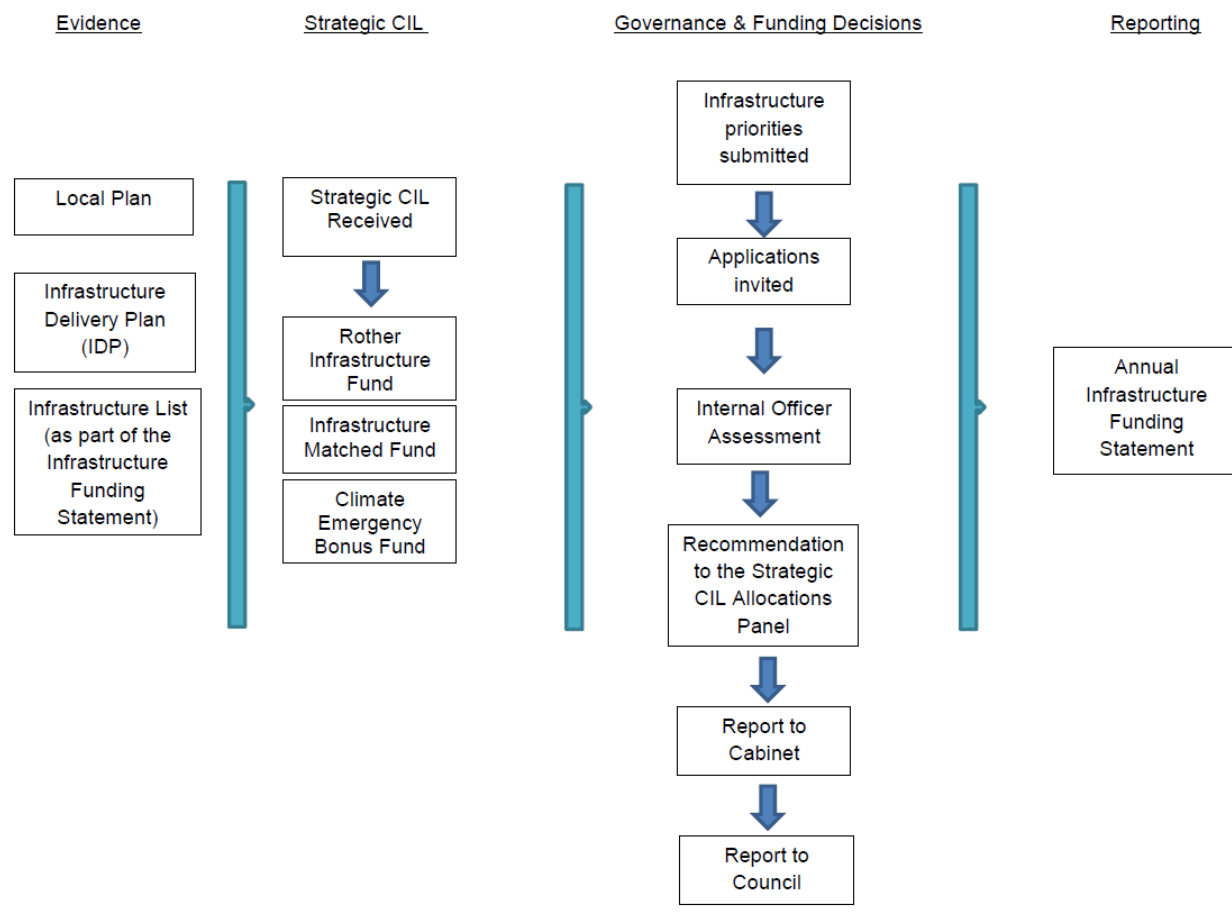 Evidence
Strategic CIL
Governance & Funding Decisions
Reporting
Local Plan
Infrastructure
Delivery Plan
(IDP)
Infrastructure List
(as part of the
Infrastructure
Funding
Statement)
Strategic CIL
Received
Rother
Infrastructure
Fund
Infrastructure
Matched Fund
Climate
Emergency
Bonus Fund
Infrastructure
priorities
submitted
Applications
invited
Internal Officer
Assessment
Recommendation
to the Strategic
CIL Allocations
Panel
Report to
Cabinet
Report to
Council
Annual
Infrastructure
Funding
Statement